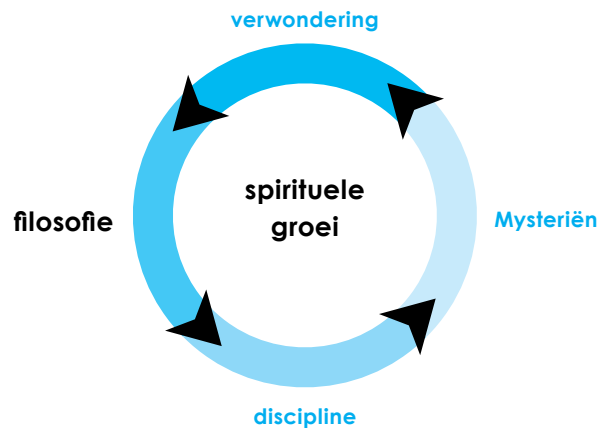 verwondering
spirituele
groei
filosofie
Mysteriën
discipline